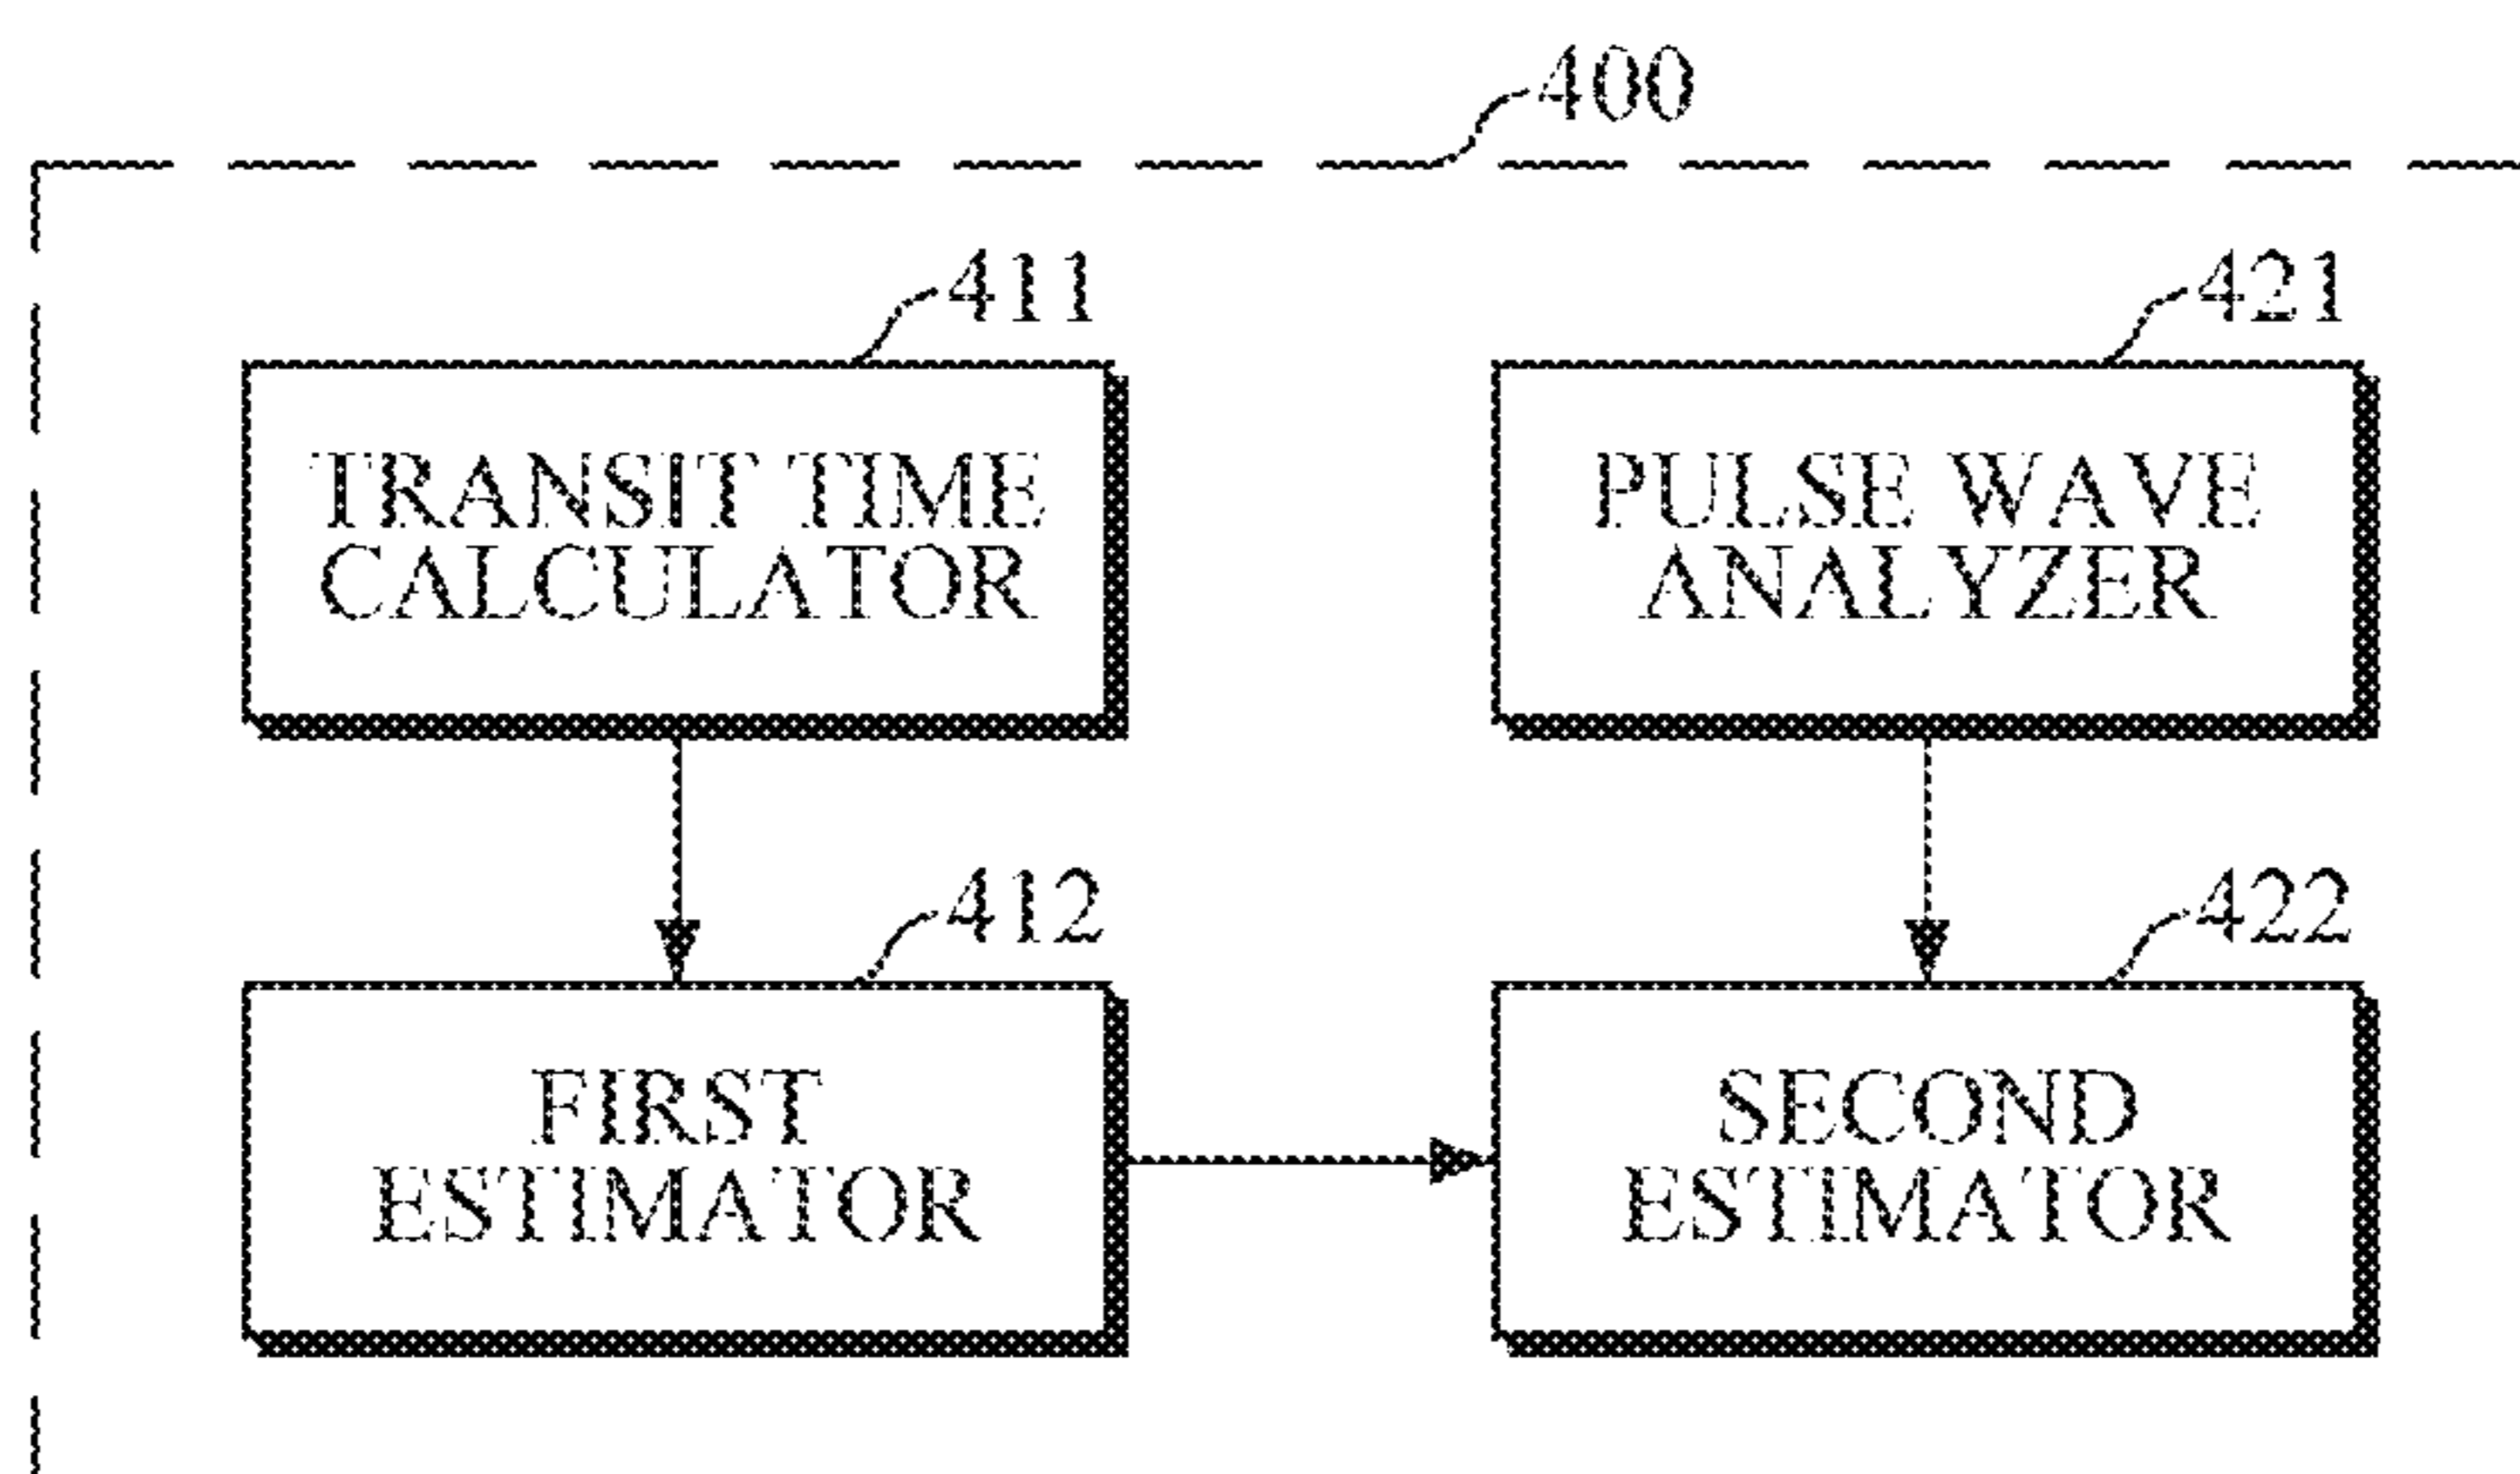 400
411
TRANSIT TIME
CALCULATOR
421
PULSE WAVE
ANALYZER
412
FIRST
ESTIMATOR
422
SECOND
ESTIMATOR